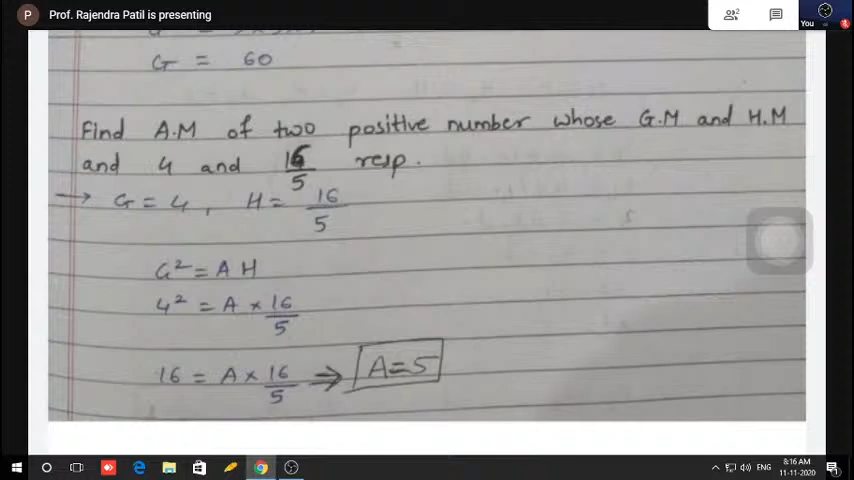 P Prof. Rajendra Patil is presenting
2
You
G = 60
Find A.M of two positive number whose G.M and H.M
and 4 and 16/5 resp.
→ G = 4, H = 16/5
G² = A H
4² = A × 16/5
16 = A × 16/5 ⇒ A=5
ENG 8:16 AM
11-11-2020